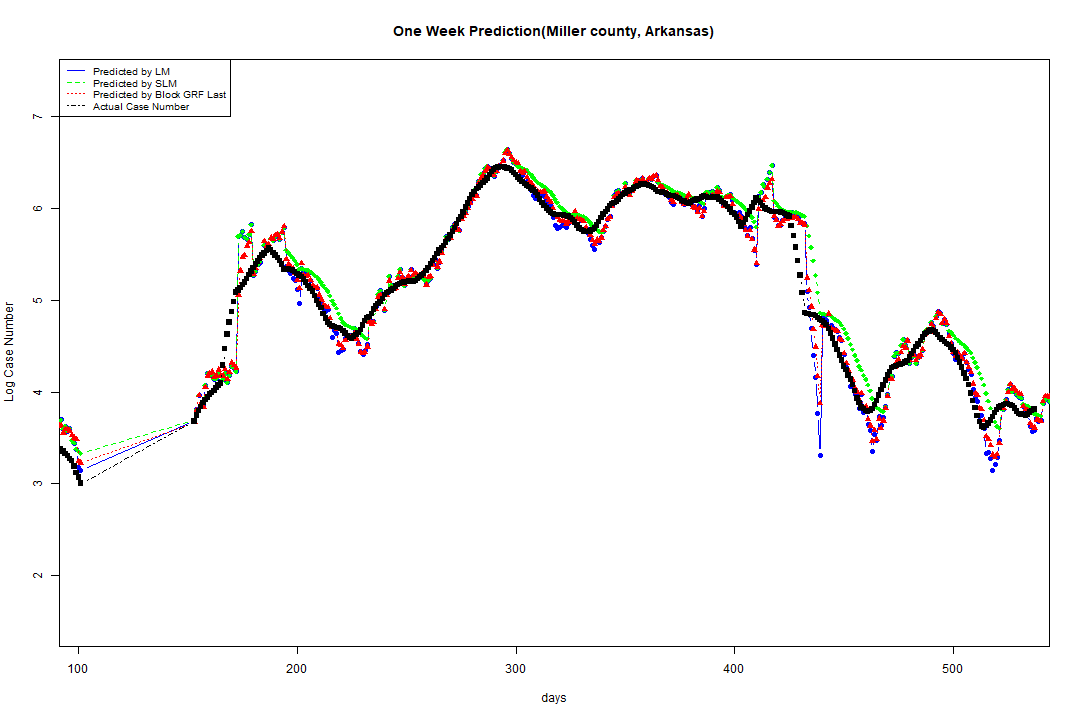 One Week Prediction(Miller county, Arkansas)
Predicted by LM
Predicted by SLM
Predicted by Block GRF Last
Actual Case Number
7
6
5
4
3
2
Log Case Number
100 200 300 400 500
days